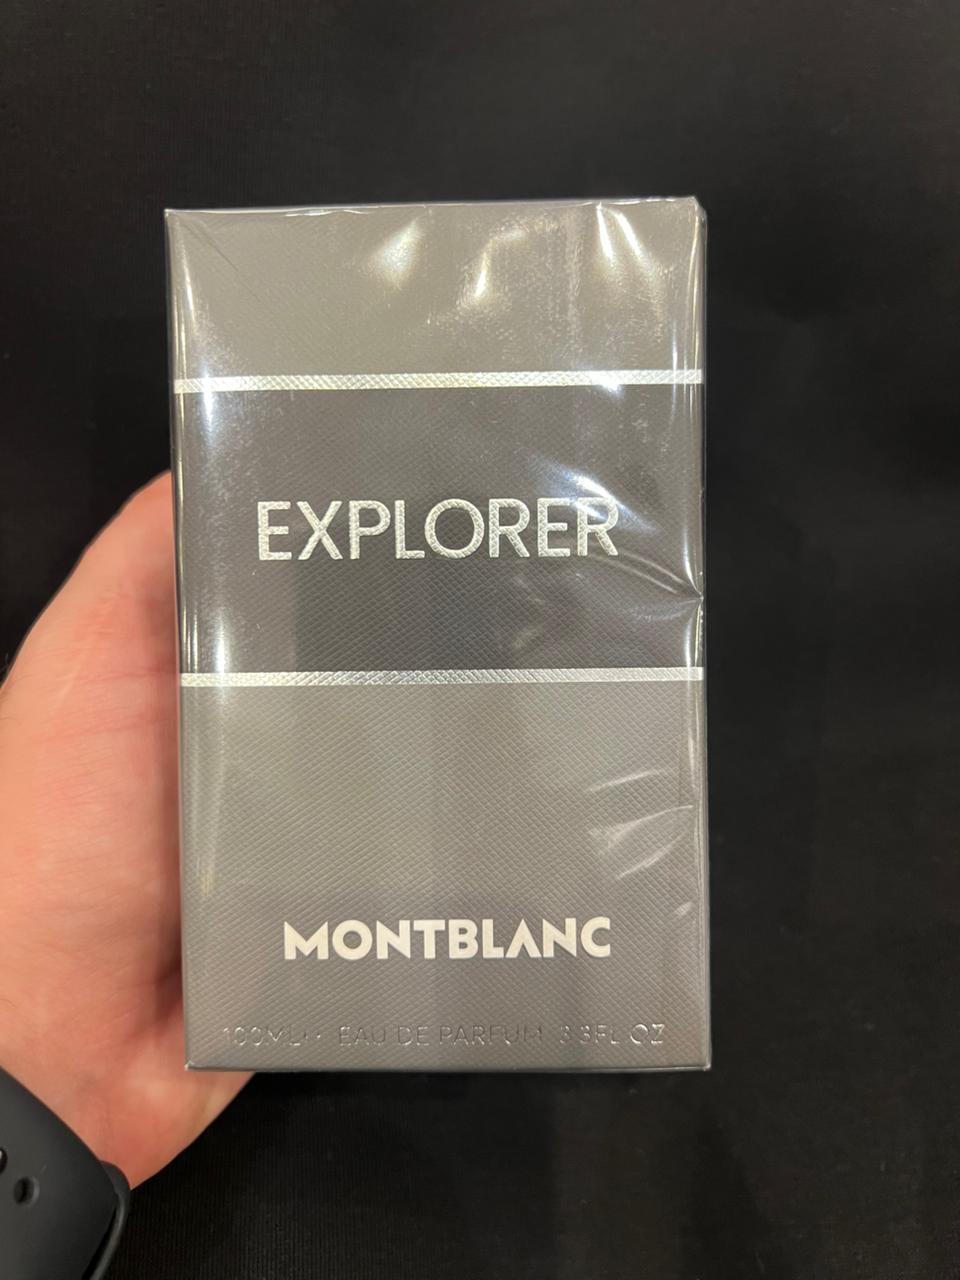 EXPLORER
MONTBLANC
100ML · EAU DE PARFUM 3.3FL OZ